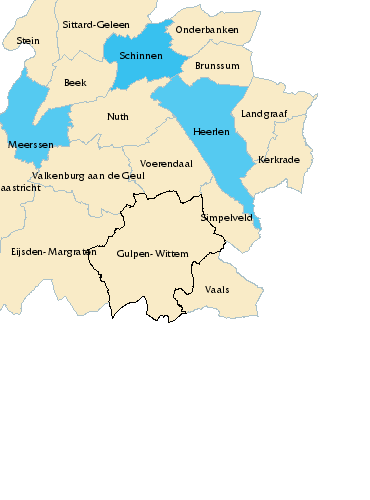 Sittard-Geleen
Onderbanken
Stein
Schinnen
Brunssum
Beek
Nuth
Landgraaf
Heerlen
Meerssen
Voerendaal
Kerkrade
Valkenburg aan de Geul
aastricht
Simpelveld
Eijsden-Margraten
Gulpen-Wittem
Vaals